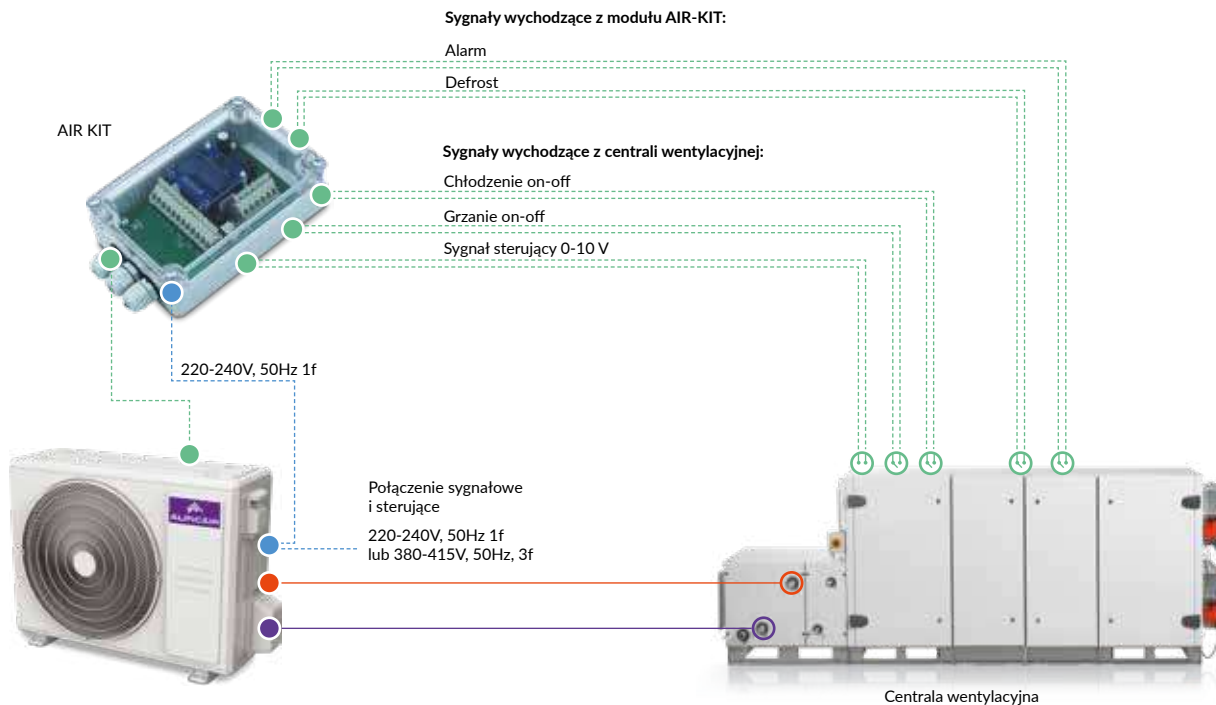 Sygnały wychodzące z modułu AIR-KIT:
Alarm
Defrost
AIR KIT
Sygnały wychodzące z centrali wentylacyjnej:
Chłodzenie on-off
Grzanie on-off
Sygnał sterujący 0-10 V
220-240V, 50Hz 1f
Połączenie sygnałowe
i sterujące
220-240V, 50Hz 1f
lub 380-415V, 50Hz, 3f
ALPICAIR
Centrala wentylacyjna